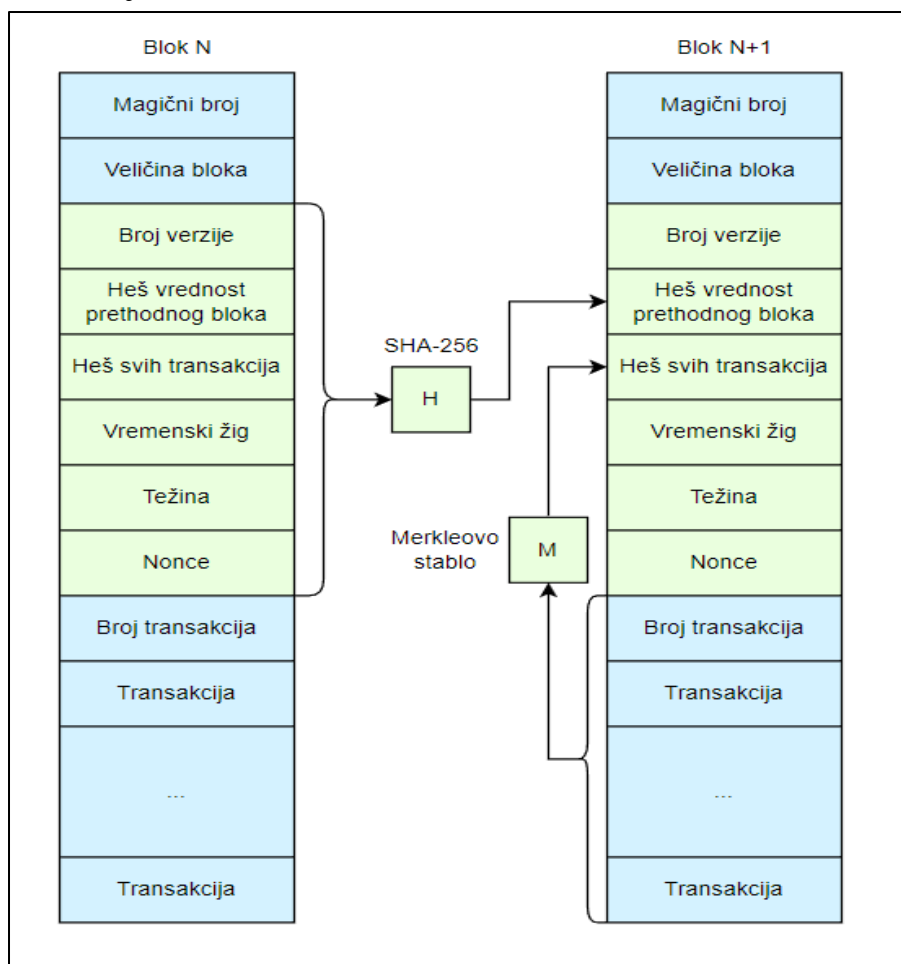 Blok N
Magični broj
Veličina bloka
Broj verzije
Heš vrednost
prethodnog bloka
Heš svih transakcija
Vremenski žig
Težina
Nonce
Broj transakcija
Transakcija
...
Transakcija
SHA-256
H
Merkleovo
stablo
M
Blok N+1
Magični broj
Veličina bloka
Broj verzije
Heš vrednost
prethodnog bloka
Heš svih transakcija
Vremenski žig
Težina
Nonce
Broj transakcija
Transakcija
...
Transakcija